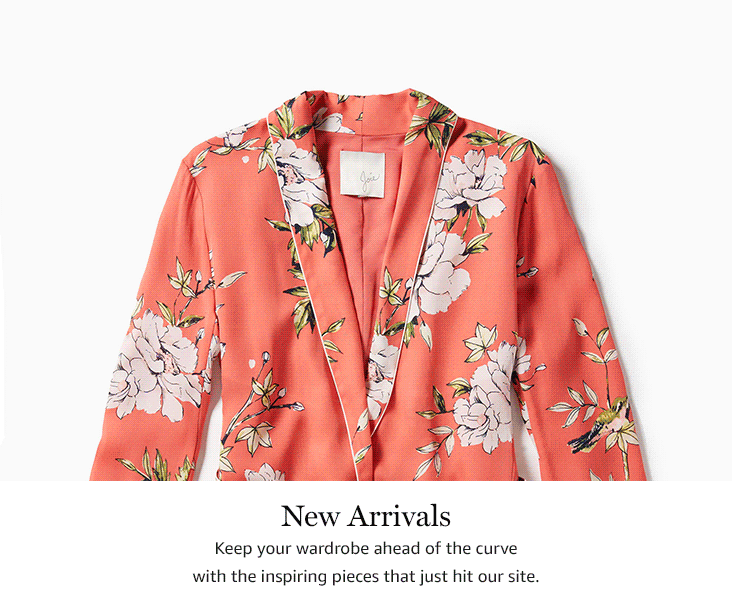 Joie
New Arrivals
Keep your wardrobe ahead of the curve
with the inspiring pieces that just hit our site.